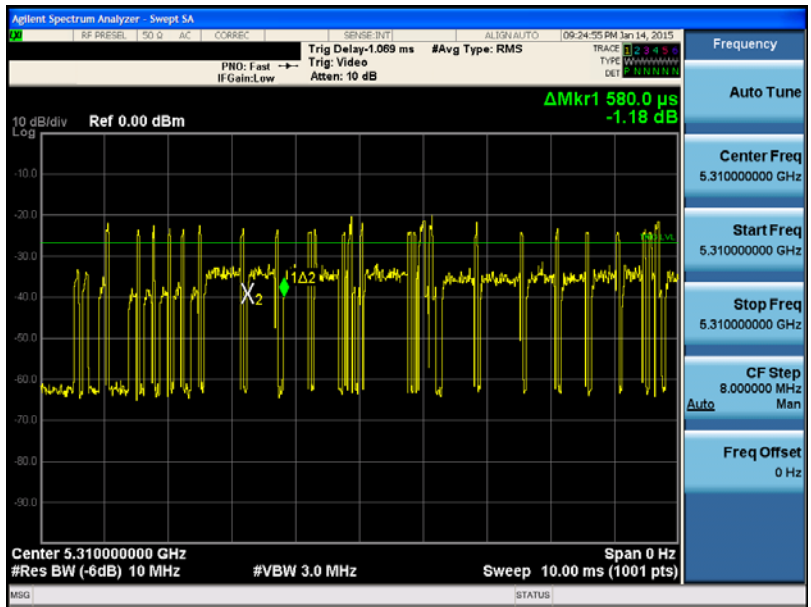 Agilent Spectrum Analyzer - Swept SA
RF PRESEL 50 Ω AC CORREC SENSE:INT ALIGN AUTO 09:24:55 PM Jan 14, 2015
Trig Delay-1.069 ms #Avg Type: RMS TRACE 1 2 3 4 5 6
PNO: Fast Trig: Video TYPE
IFGain:Low Atten: 10 dB DET P N N N N N
ΔMkr1 580.0 µs
-1.18 dB
10 dB/div Ref 0.00 dBm
Log
-10.0
-20.0
-30.0
-40.0
-50.0
-60.0
-70.0
-80.0
-90.0
1Δ2
X2
Center 5.310000000 GHz Span 0 Hz
#Res BW (-6dB) 10 MHz #VBW 3.0 MHz Sweep 10.00 ms (1001 pts)
MSG STATUS
Frequency
Auto Tune
Center Freq
5.310000000 GHz
Start Freq
5.310000000 GHz
Stop Freq
5.310000000 GHz
CF Step
8.000000 MHz
Auto Man
Freq Offset
0 Hz